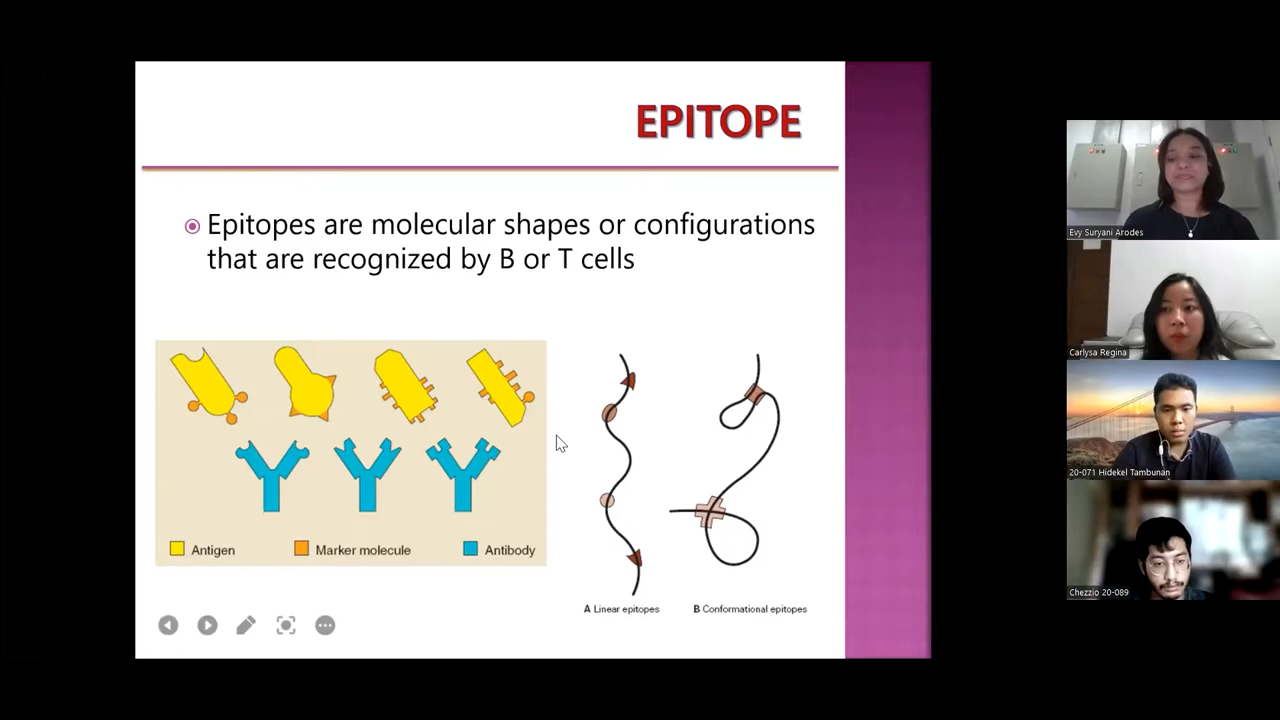 EPITOPE
Epitopes are molecular shapes or configurations
that are recognized by B or T cells
Antigen
Marker molecule
Antibody
A Linear epitopes
B Conformational epitopes
Evy Suryani Arodes
Carlysa Regina
20-071 Hidekel Tambunan
Chezzio 20-089